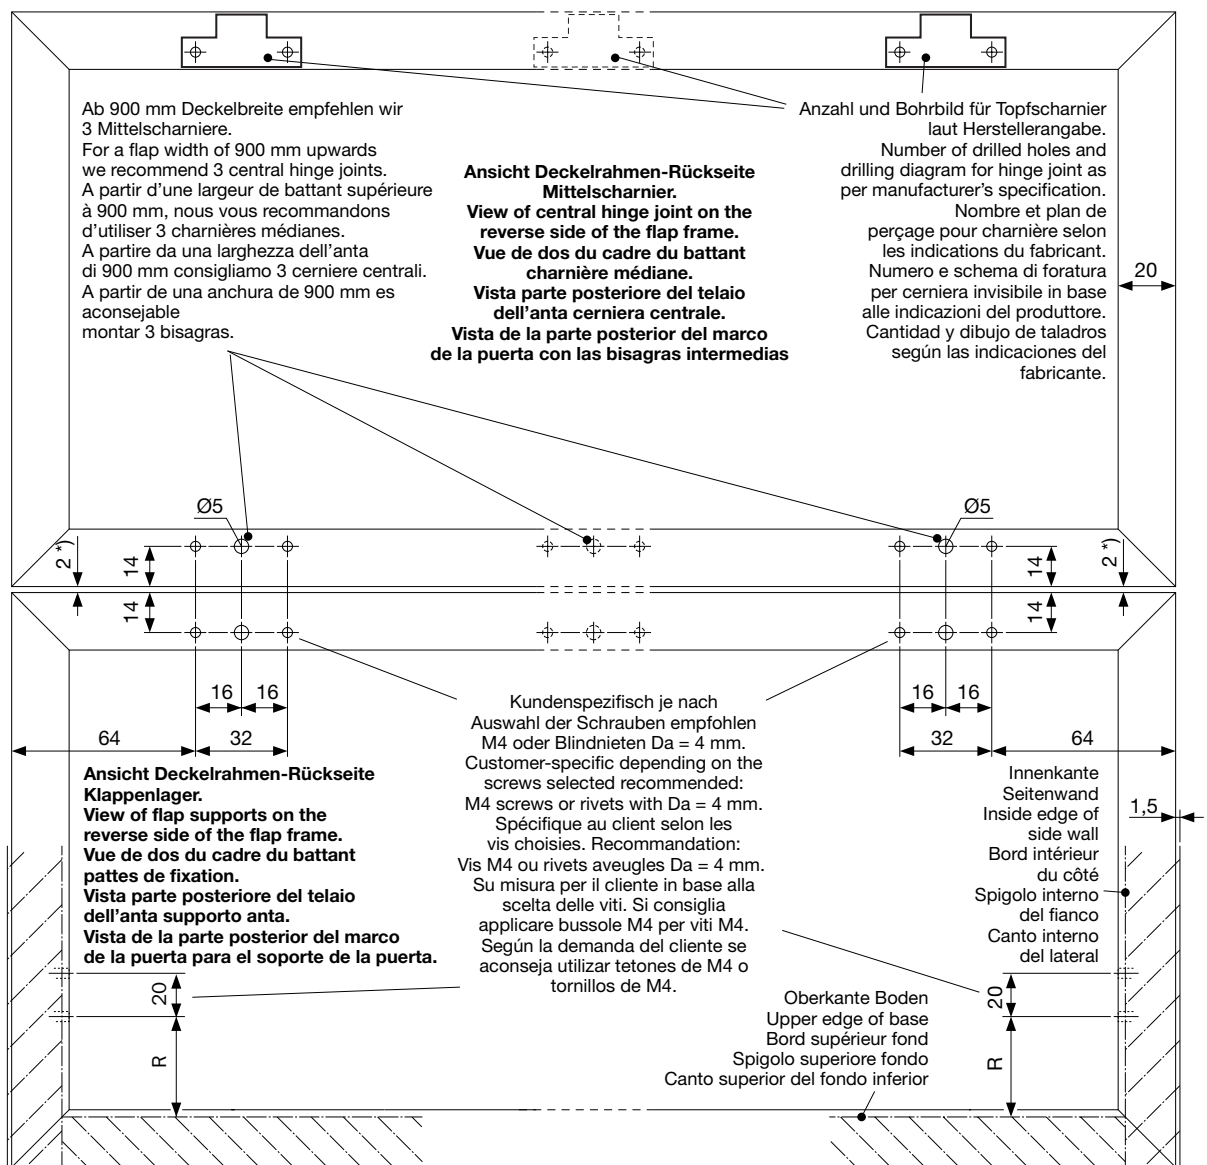 Ab 900 mm Deckelbreite empfehlen wir
3 Mittelscharniere.
For a flap width of 900 mm upwards
we recommend 3 central hinge joints.
A partir d’une largeur de battant supérieure
à 900 mm, nous vous recommandons
d’utiliser 3 charnières médianes.
A partire da una larghezza dell’anta
di 900 mm consigliamo 3 cerniere centrali.
A partir de una anchura de 900 mm es
aconsejable
montar 3 bisagras.
Ansicht Deckelrahmen-Rückseite
Mittelscharnier.
View of central hinge joint on the
reverse side of the flap frame.
Vue de dos du cadre du battant
charnière médiane.
Vista parte posteriore del telaio
dell’anta cerniera centrale.
Vista de la parte posterior del marco
de la puerta con las bisagras intermedias
Anzahl und Bohrbild für Topfscharnier
laut Herstellerangabe.
Number of drilled holes and
drilling diagram for hinge joint as
per manufacturer’s specification.
Nombre et plan de
perçage pour charnière selon
les indications du fabricant.
Numero e schema di foratura
per cerniera invisibile in base
alle indicazioni del produttore.
Cantidad y dibujo de taladros
según las indicaciones del
fabricante.
20
Ø5
Ø5
2 *)
14
14
2 *)
14
14
16
16
16
16
64
32
32
64
Kundenspezifisch je nach
Auswahl der Schrauben empfohlen
M4 oder Blindnieten Da = 4 mm.
Customer-specific depending on the
screws selected recommended:
M4 screws or rivets with Da = 4 mm.
Spécifique au client selon les
vis choisies. Recommandation:
Vis M4 ou rivets aveugles Da = 4 mm.
Su misura per il cliente in base alla
scelta delle viti. Si consiglia
applicare bussole M4 per viti M4.
Según la demanda del cliente se
aconseja utilizar tetones de M4 o
tornillos de M4.
Ansicht Deckelrahmen-Rückseite
Klappenlager.
View of flap supports on the
reverse side of the flap frame.
Vue de dos du cadre du battant
pattes de fixation.
Vista parte posteriore del telaio
dell’anta supporto anta.
Vista de la parte posterior del marco
de la puerta para el soporte de la puerta.
Innenkante
Seitenwand
Inside edge of
side wall
Bord intérieur
du côté
Spigolo interno
del fianco
Canto interno
del lateral
1,5
20
R
20
R
Oberkante Boden
Upper edge of base
Bord supérieur fond
Spigolo superiore fondo
Canto superior del fondo inferior